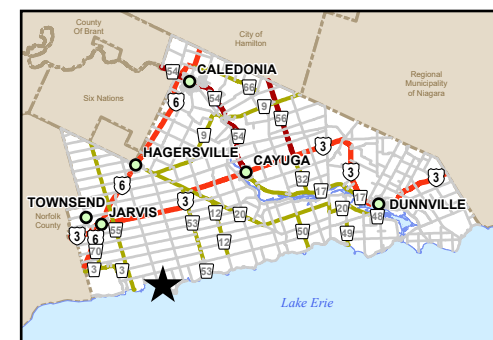 County
Of Brant
City of
Hamilton
Regional
Municipality
of Niagara
Six Nations
Norfolk
County
54
CALEDONIA
66
6
54
9
56
9
54
3
3
3
HAGERSVILLE
CAYUGA
6
32
17
17
TOWNSEND
3
DUNNVILLE
JARVIS
53
20
20
48
3
6
55
12
50
49
70
3
3
53
Lake Erie